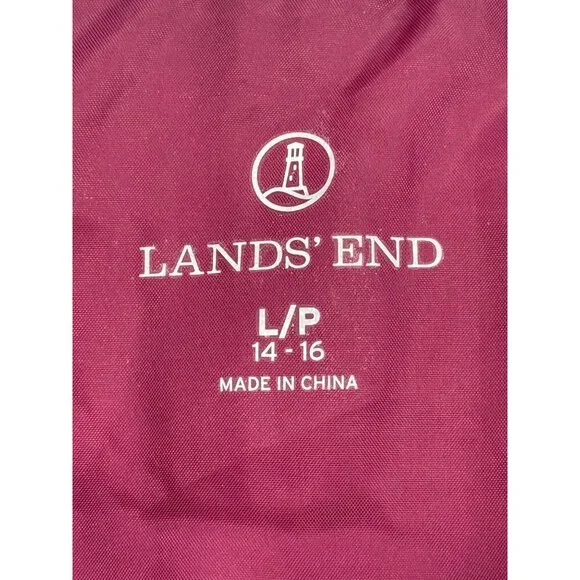 LANDS' END
L/P
14 - 16
MADE IN CHINA